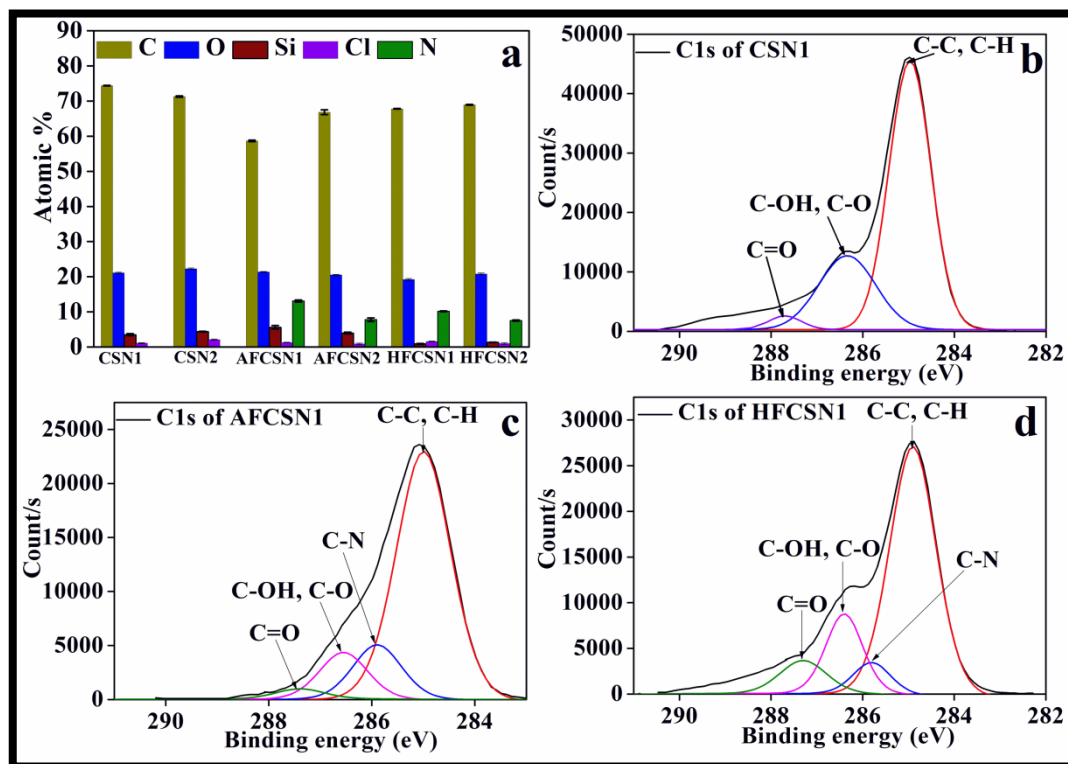 a
C O Si Cl N
Atomic %
90
80
70
60
50
40
30
20
10
0
CSN1 CSN2 AFCSN1 AFCSN2 HFCSN1 HFCSN2
b
C1s of CSN1
C-C, C-H
C-OH, C-O
C=O
Count/s
50000
40000
30000
20000
10000
0
290 288 286 284 282
Binding energy (eV)
c
C1s of AFCSN1
C-C, C-H
C-N
C-OH, C-O
C=O
Count/s
25000
20000
15000
10000
5000
0
290 288 286 284
Binding energy (eV)
d
C1s of HFCSN1
C-C, C-H
C-OH, C-O
C-N
C=O
Count/s
30000
25000
20000
15000
10000
5000
0
290 288 286 284 282
Binding energy (eV)